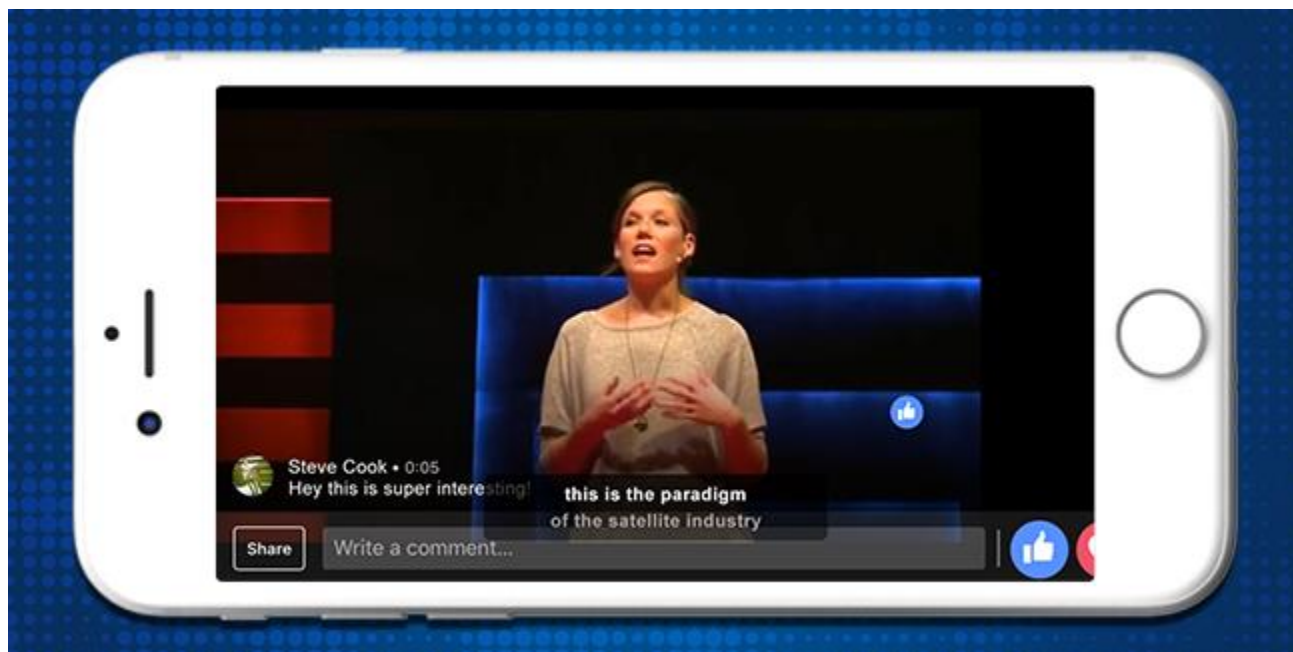 Steve Cook • 0:05
Hey this is super interesting!
this is the paradigm
of the satellite industry
Share
Write a comment...